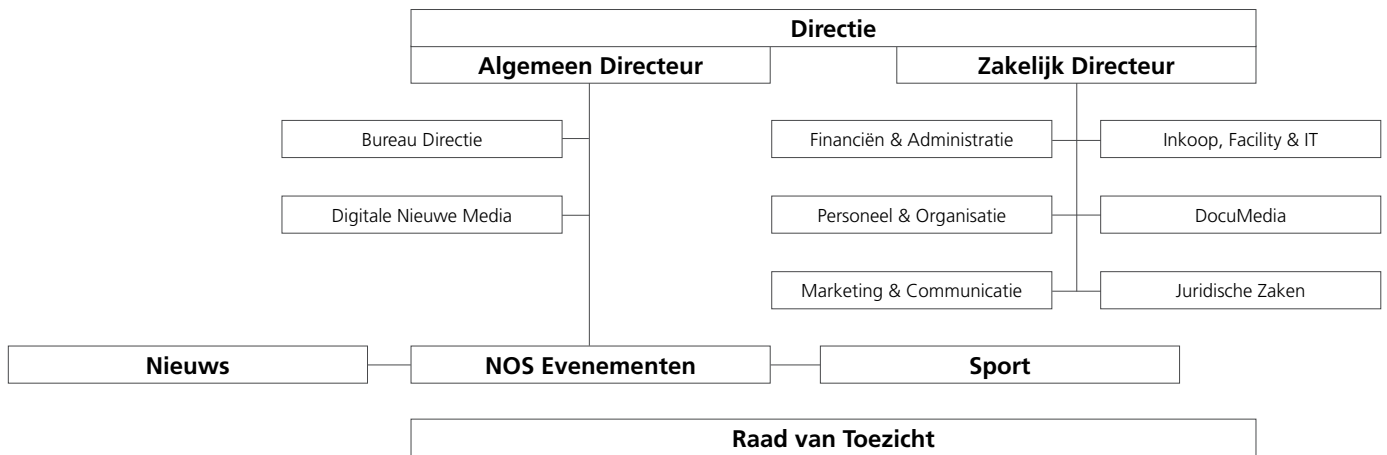 Directie
Algemeen Directeur
Zakelijk Directeur
Bureau Directie
Financiën & Administratie
Inkoop, Facility & IT
Digitale Nieuwe Media
Personeel & Organisatie
DocuMedia
Marketing & Communicatie
Juridische Zaken
Nieuws
NOS Evenementen
Sport
Raad van Toezicht